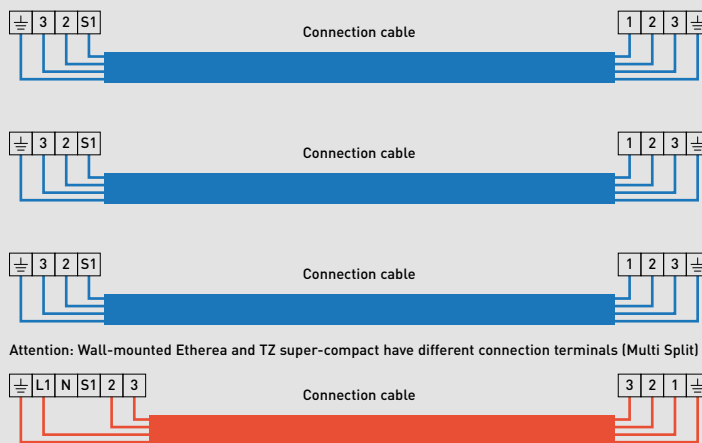 ⏚ 3 2 S1 Connection cable 1 2 3 ⏚
⏚ 3 2 S1 Connection cable 1 2 3 ⏚
⏚ 3 2 S1 Connection cable 1 2 3 ⏚
Attention: Wall-mounted Etherea and TZ super-compact have different connection terminals (Multi Split)
⏚ L1 N S1 2 3 Connection cable 3 2 1 ⏚